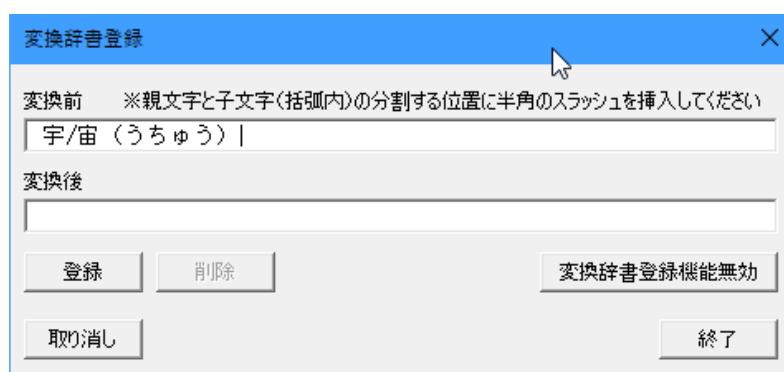 変換辞書登録
変換前 ※親文字と子文字(括弧内)の分割する位置に半角のスラッシュを挿入してください
宇/宙（うちゅう）
変換後
登録 削除 変換辞書登録機能無効
取り消し 終了